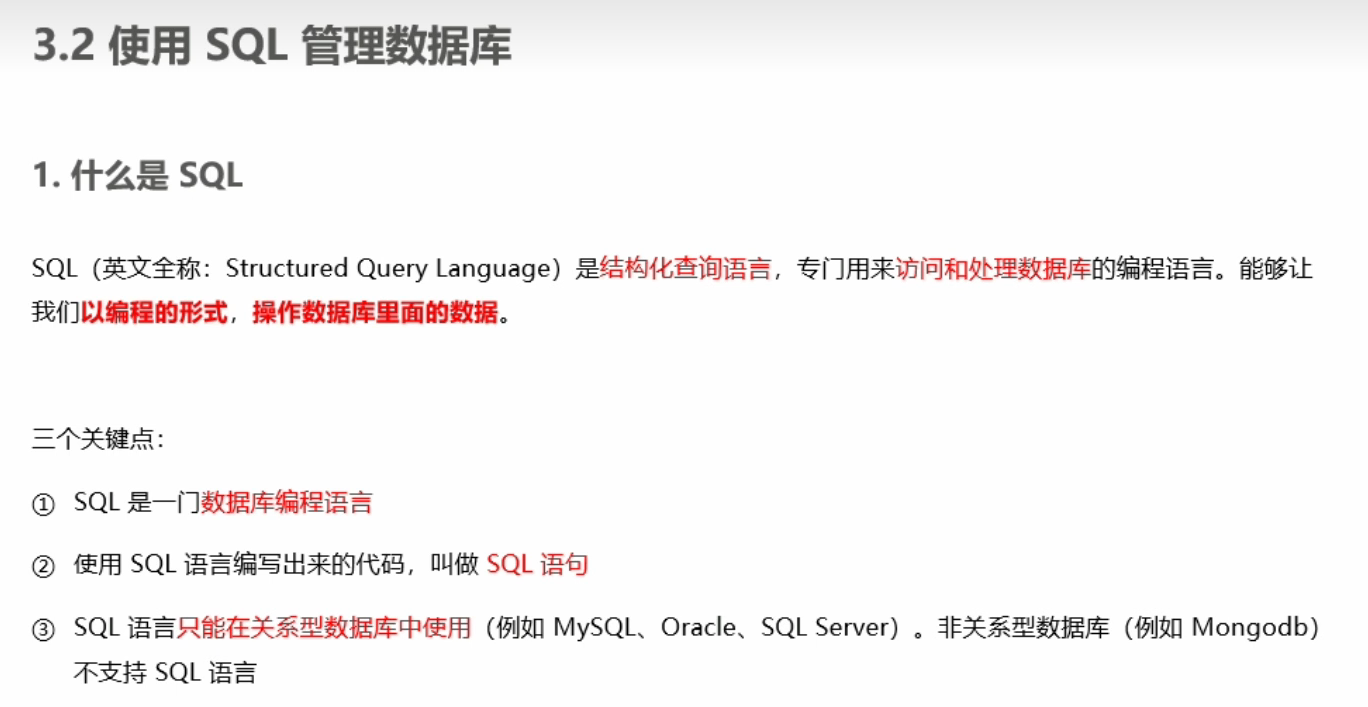 3.2 使用 SQL 管理数据库
1. 什么是 SQL
SQL（英文全称：Structured Query Language）是结构化查询语言，专门用来访问和处理数据库的编程语言。能够让
我们以编程的形式，操作数据库里面的数据。
三个关键点：
① SQL 是一门数据库编程语言
② 使用 SQL 语言编写出来的代码，叫做 SQL 语句
③ SQL 语言只能在关系型数据库中使用（例如 MySQL、Oracle、SQL Server）。非关系型数据库（例如 Mongodb）
不支持 SQL 语言